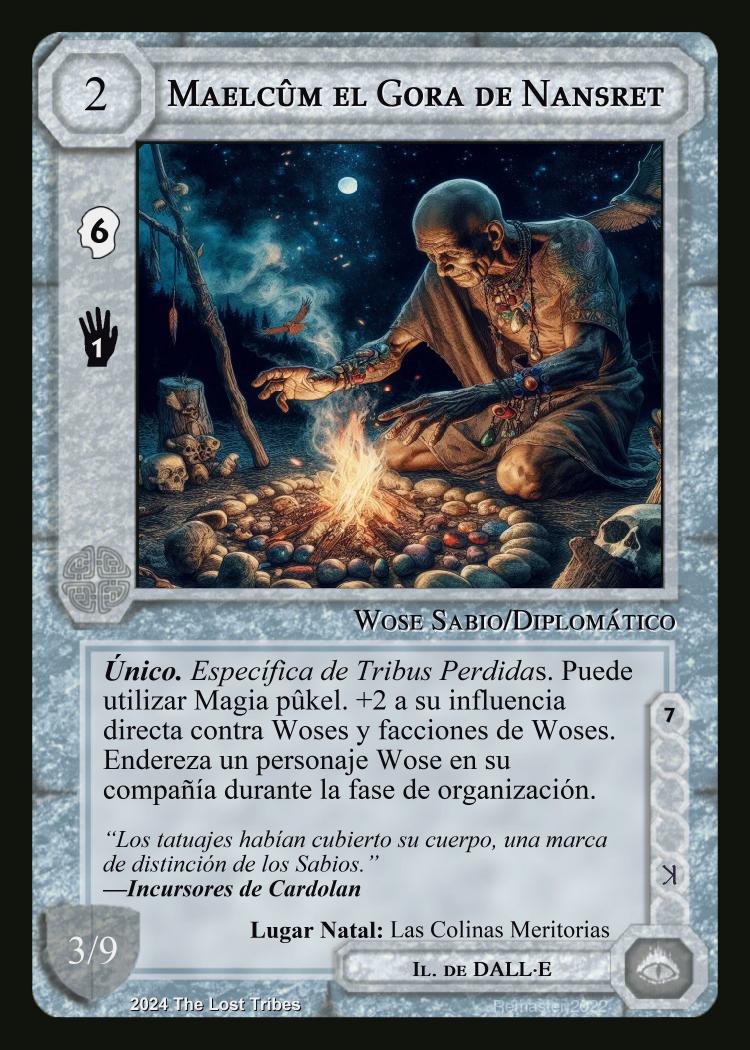 2
Maelcûm el Gora de Nansret
6
1
Wose Sabio/Diplomático
Único. Específica de Tribus Perdidas. Puede
utilizar Magia pûkel. +2 a su influencia
directa contra Woses y facciones de Woses.
Endereza un personaje Wose en su
compañía durante la fase de organización.
7
“Los tatuajes habían cubierto su cuerpo, una marca
de distinción de los Sabios.”
—Incursores de Cardolan
Lugar Natal: Las Colinas Meritorias
3/9
Il. de DALL·E
2024 The Lost Tribes
Remaster 2022